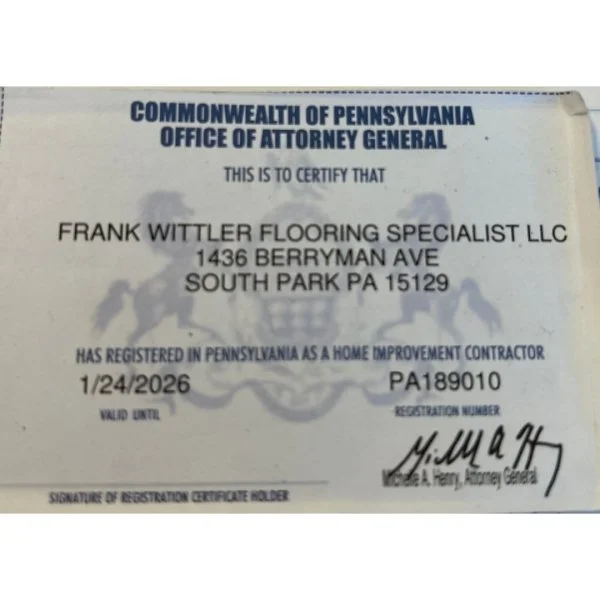 COMMONWEALTH OF PENNSYLVANIA
OFFICE OF ATTORNEY GENERAL
THIS IS TO CERTIFY THAT
FRANK WITTLER FLOORING SPECIALIST LLC
1436 BERRYMAN AVE
SOUTH PARK PA 15129
HAS REGISTERED IN PENNSYLVANIA AS A HOME IMPROVEMENT CONTRACTOR
1/24/2026 PA189010
VALID UNTIL REGISTRATION NUMBER
Michelle A. Henry, Attorney General
SIGNATURE OF REGISTRATION CERTIFICATE HOLDER